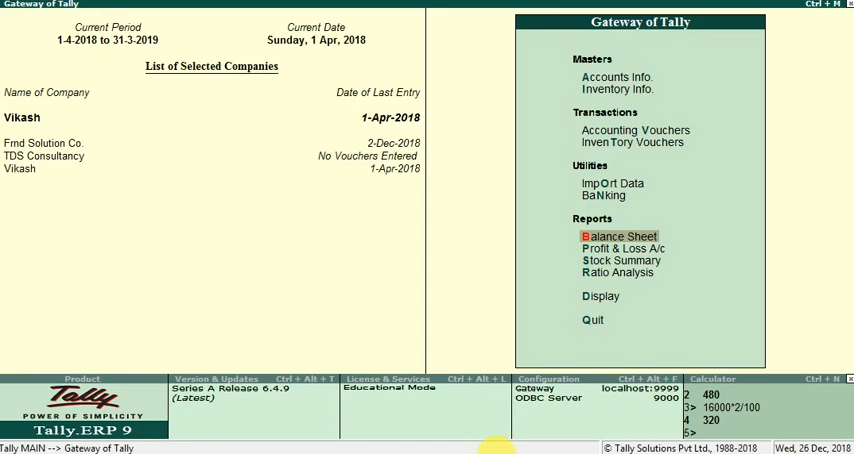 Gateway of Tally Ctrl + M
Current Period Current Date
1-4-2018 to 31-3-2019 Sunday, 1 Apr, 2018
List of Selected Companies
Name of Company Date of Last Entry
Vikash 1-Apr-2018
Frnd Solution Co. 2-Dec-2018
TDS Consultancy No Vouchers Entered
Vikash 1-Apr-2018
Gateway of Tally
Masters
Accounts Info.
Inventory Info.
Transactions
Accounting Vouchers
InvenTory Vouchers
Utilities
ImpOrt Data
BaNking
Reports
Balance Sheet
Profit & Loss A/c
Stock Summary
Ratio Analysis
Display
Quit
Product
Tally
POWER OF SIMPLICITY
Tally.ERP 9
Version & Updates Ctrl + Alt + T
Series A Release 6.4.9
(Latest)
License & Services Ctrl + Alt + L
Educational Mode
Configuration Ctrl + Alt + F
Gateway localhost:9999
ODBC Server 9000
Calculator Ctrl + N
2 480
3> 16000*2/100
4 320
5>
Tally MAIN --> Gateway of Tally © Tally Solutions Pvt Ltd., 1988-2018 Wed, 26 Dec, 2018